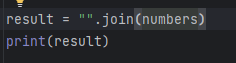 result = "".join(numbers)
print(result)